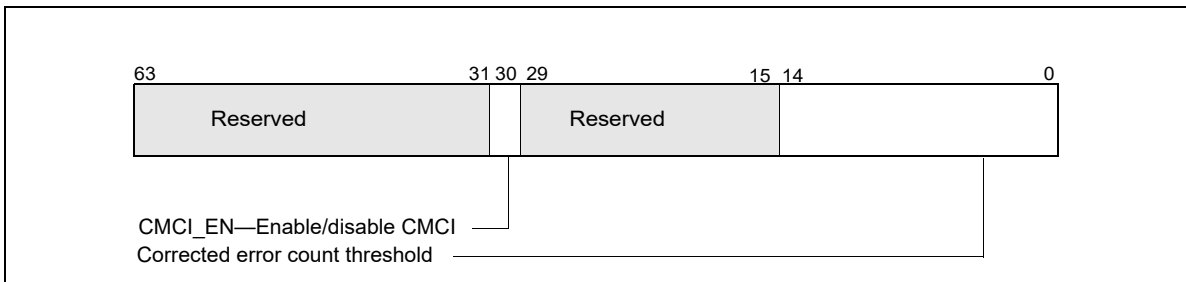 63 31 30 29 15 14 0
Reserved Reserved
CMCI_EN—Enable/disable CMCI
Corrected error count threshold